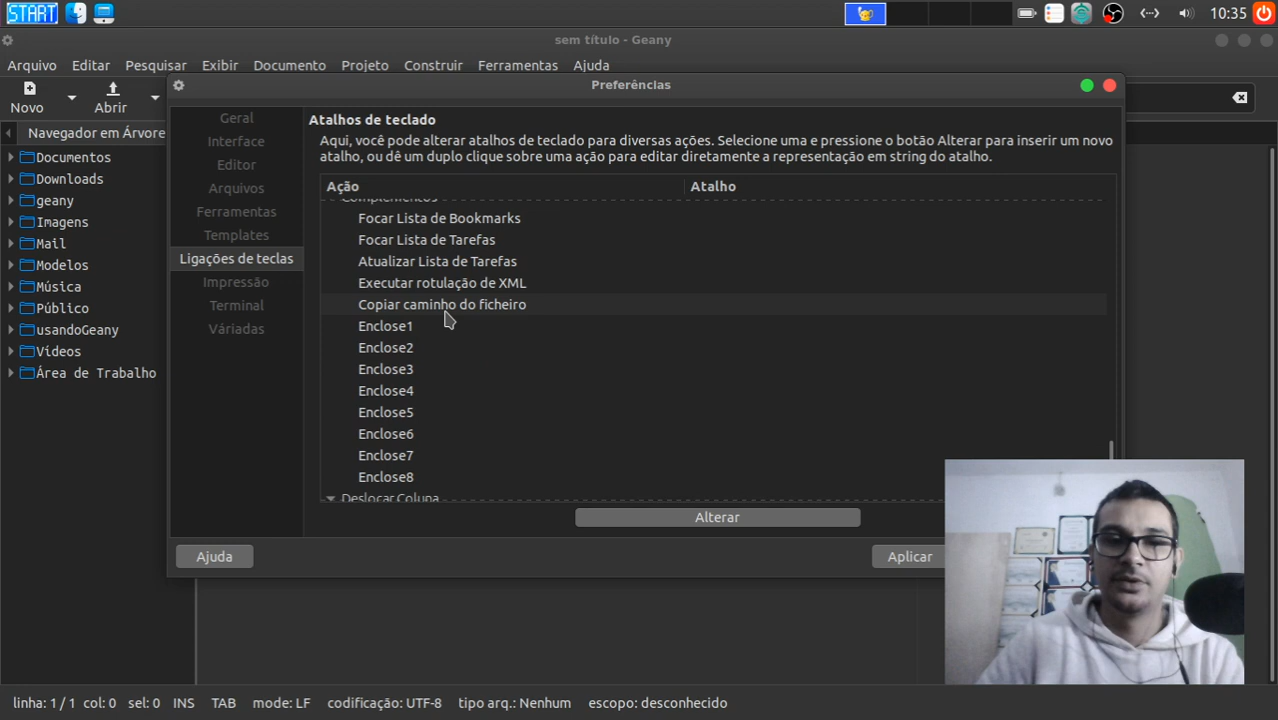 START
10:35
sem título - Geany
Arquivo Editar Pesquisar Exibir Documento Projeto Construir Ferramentas Ajuda
Novo
Abrir
Navegador em Árvore
Documentos
Downloads
geany
Imagens
Mail
Modelos
Música
Público
usandoGeany
Vídeos
Área de Trabalho
Preferências
Geral
Interface
Editor
Arquivos
Ferramentas
Templates
Ligações de teclas
Impressão
Terminal
Váriadas
Atalhos de teclado
Aqui, você pode alterar atalhos de teclado para diversas ações. Selecione uma e pressione o botão Alterar para inserir um novo
atalho, ou dê um duplo clique sobre uma ação para editar diretamente a representação em string do atalho.
Ação Atalho
Complementos
Focar Lista de Bookmarks
Focar Lista de Tarefas
Atualizar Lista de Tarefas
Executar rotulação de XML
Copiar caminho do ficheiro
Enclose1
Enclose2
Enclose3
Enclose4
Enclose5
Enclose6
Enclose7
Enclose8
Deslocar Coluna
Alterar
Ajuda
Aplicar
linha: 1 / 1 col: 0 sel: 0 INS TAB mode: LF codificação: UTF-8 tipo arq.: Nenhum escopo: desconhecido